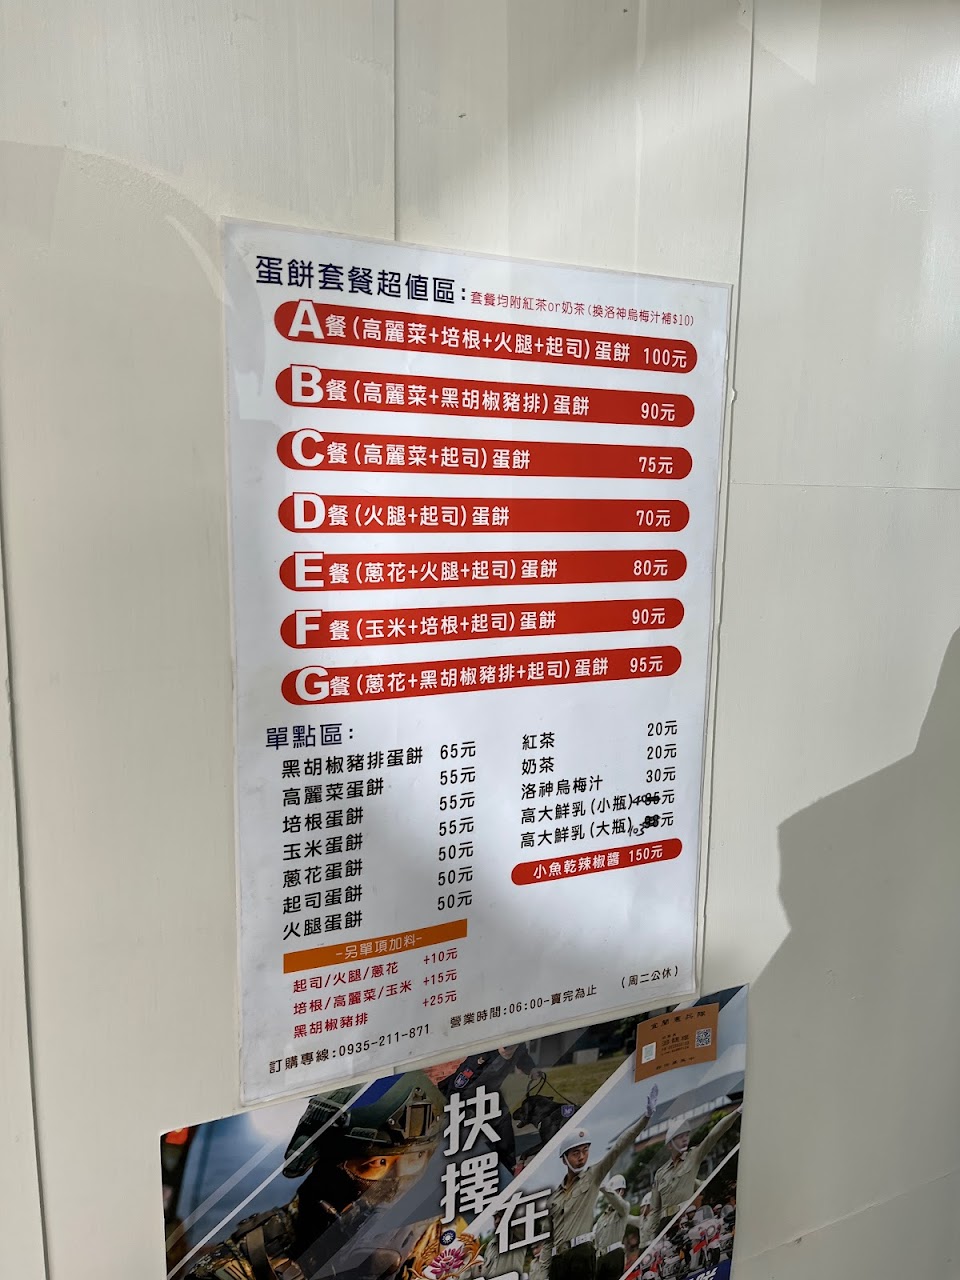 蛋餅套餐超值區:套餐均附紅茶or奶茶(換洛神烏梅汁補$10)
A餐(高麗菜+培根+火腿+起司)蛋餅 100元
B餐(高麗菜+黑胡椒豬排)蛋餅 90元
C餐(高麗菜+起司)蛋餅 75元
D餐(火腿+起司)蛋餅 70元
E餐(蔥花+火腿+起司)蛋餅 80元
F餐(玉米+培根+起司)蛋餅 90元
G餐(蔥花+黑胡椒豬排+起司)蛋餅 95元
單點區:
黑胡椒豬排蛋餅 65元
高麗菜蛋餅 55元
培根蛋餅 55元
玉米蛋餅 55元
蔥花蛋餅 50元
起司蛋餅 50元
火腿蛋餅 50元
紅茶 20元
奶茶 20元
洛神烏梅汁 30元
高大鮮乳(小瓶) 元
高大鮮乳(大瓶) 103 元
小魚乾辣椒醬 150元
-另單項加料-
起司/火腿/蔥花 +10元
培根/高麗菜/玉米 +15元
黑胡椒豬排 +25元
訂購專線:0935-211-871 營業時間:06:00-賣完為止 (周二公休)
宜蘭憲兵隊
抉擇在